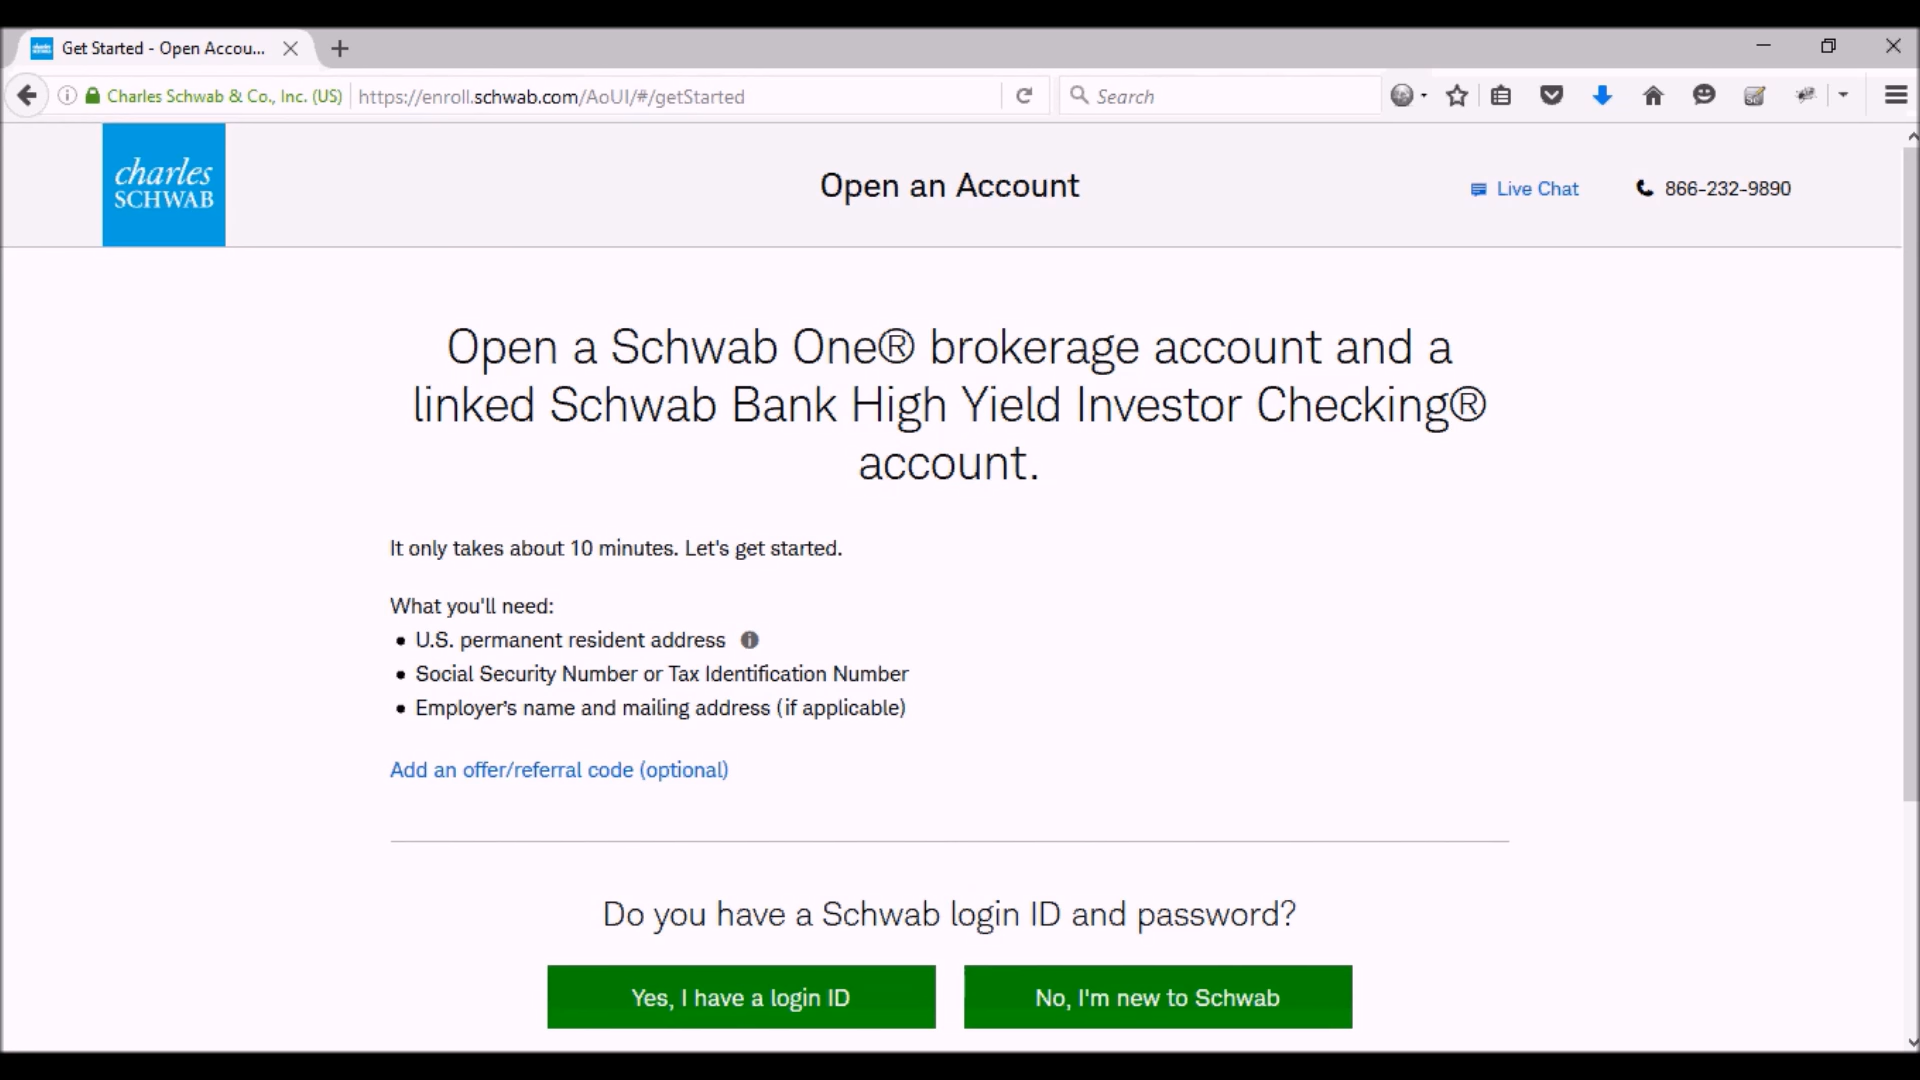 Get Started - Open Accou...
Charles Schwab & Co., Inc. (US)
https://enroll.schwab.com/AoUI/#/getStarted
Search
charles
SCHWAB
Open an Account
Live Chat
866-232-9890
Open a Schwab One® brokerage account and a
linked Schwab Bank High Yield Investor Checking®
account.
It only takes about 10 minutes. Let's get started.
What you'll need:
• U.S. permanent resident address
• Social Security Number or Tax Identification Number
• Employer's name and mailing address (if applicable)
Add an offer/referral code (optional)
Do you have a Schwab login ID and password?
Yes, I have a login ID
No, I'm new to Schwab